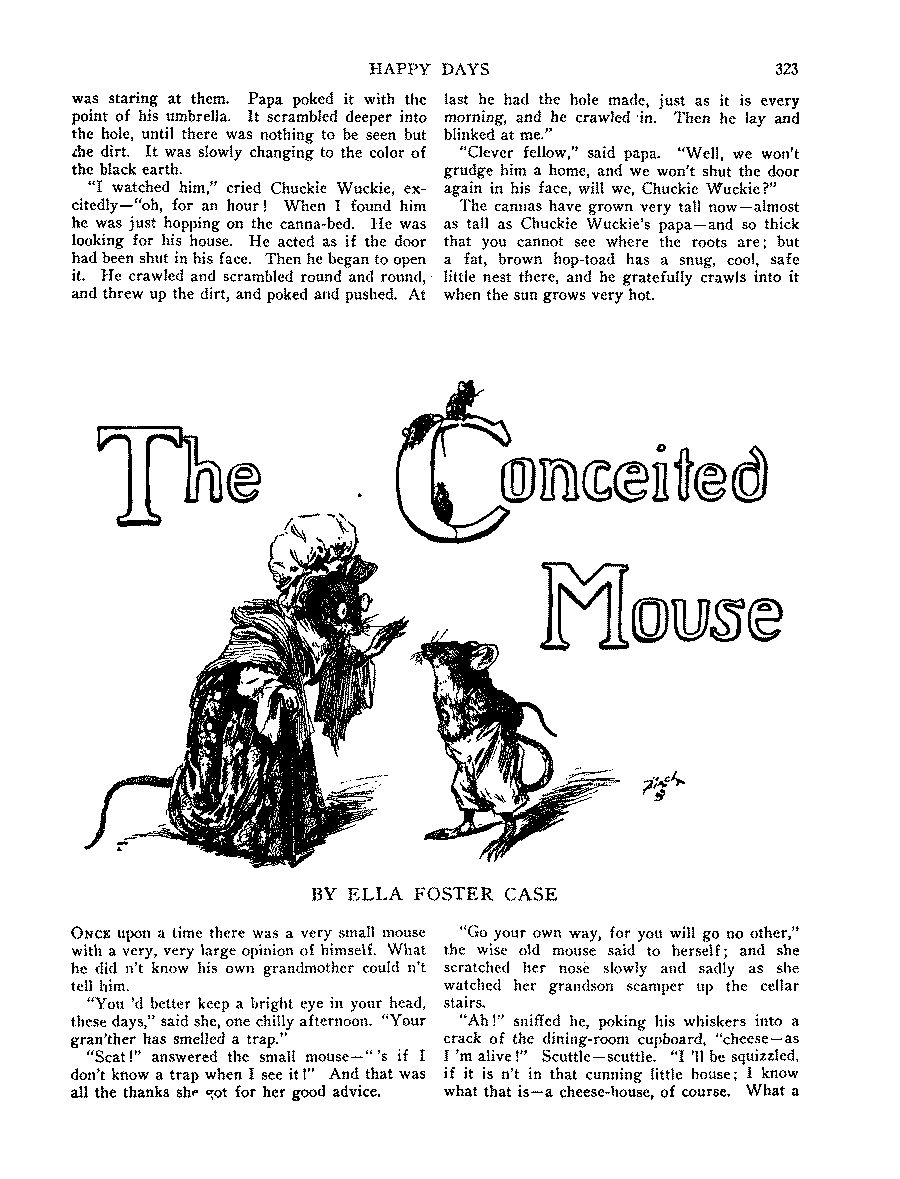 HAPPY DAYS 323
was staring at them. Papa poked it with the
point of his umbrella. It scrambled deeper into
the hole, until there was nothing to be seen but
the dirt. It was slowly changing to the color of
the black earth.
"I watched him," cried Chuckie Wuckie, ex-
citedly—"oh, for an hour! When I found him
he was just hopping on the canna-bed. He was
looking for his house. He acted as if the door
had been shut in his face. Then he began to open
it. He crawled and scrambled round and round,
and threw up the dirt, and poked and pushed. At
last he had the hole made, just as it is every
morning, and he crawled in. Then he lay and
blinked at me."
"Clever fellow," said papa. "Well, we won't
grudge him a home, and we won't shut the door
again in his face, will we, Chuckie Wuckie?"
The cannas have grown very tall now—almost
as tall as Chuckie Wuckie's papa—and so thick
that you cannot see where the roots are; but
a fat, brown hop-toad has a snug, cool, safe
little nest there, and he gratefully crawls into it
when the sun grows very hot.
The Conceited
Mouse
BY ELLA FOSTER CASE
ONCE upon a time there was a very small mouse
with a very, very large opinion of himself. What
he did n't know his own grandmother could n't
tell him.
"You 'd better keep a bright eye in your head,
these days," said she, one chilly afternoon. "Your
gran'ther has smelled a trap."
"Scat!" answered the small mouse—" 's if I
don't know a trap when I see it!" And that was
all the thanks she got for her good advice.
"Go your own way, for you will go no other,"
the wise old mouse said to herself; and she
scratched her nose slowly and sadly as she
watched her grandson scamper up the cellar
stairs.
"Ah!" sniffed he, poking his whiskers into a
crack of the dining-room cupboard, "cheese—as
I 'm alive!" Scuttle—scuttle. "I 'll be squizzled,
if it is n't in that cunning little house; I know
what that is—a cheese-house, of course. What a